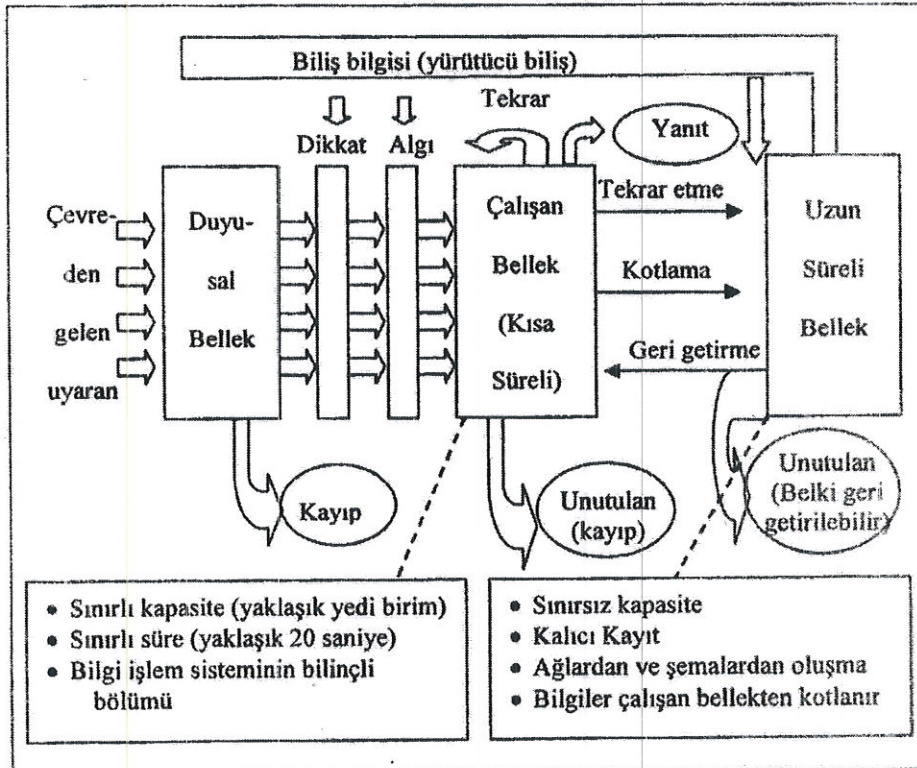 Biliş bilgisi (yürütücü biliş)
Tekrar
Yanıt
Dikkat
Algı
Çevre-
den
gelen
uyaran
Duyu-
sal
Bellek
Çalışan
Bellek
(Kısa
Süreli)
Tekrar etme
Kotlama
Geri getirme
Uzun
Süreli
Bellek
Kayıp
Unutulan
(kayıp)
Unutulan
(Belki geri
getirilebilir)
• Sınırlı kapasite (yaklaşık yedi birim)
• Sınırlı süre (yaklaşık 20 saniye)
• Bilgi işlem sisteminin bilinçli
bölümü
• Sınırsız kapasite
• Kalıcı Kayıt
• Ağlardan ve şemalardan oluşma
• Bilgiler çalışan bellekten kotlanır